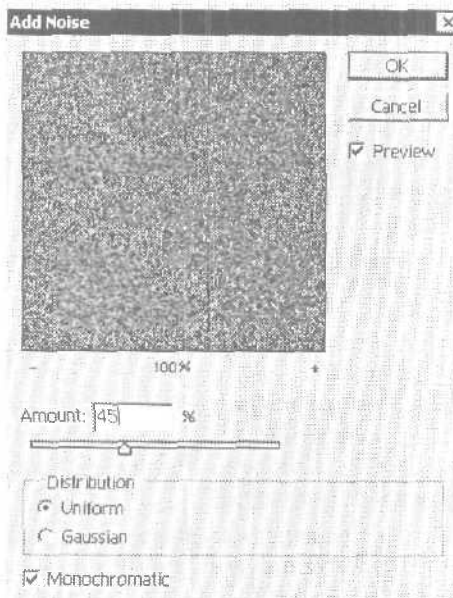 Add Noise
OK
Cancel
Preview
- 100% +
Amount: 45 %
Distribution
Uniform
Gaussian
Monochromatic